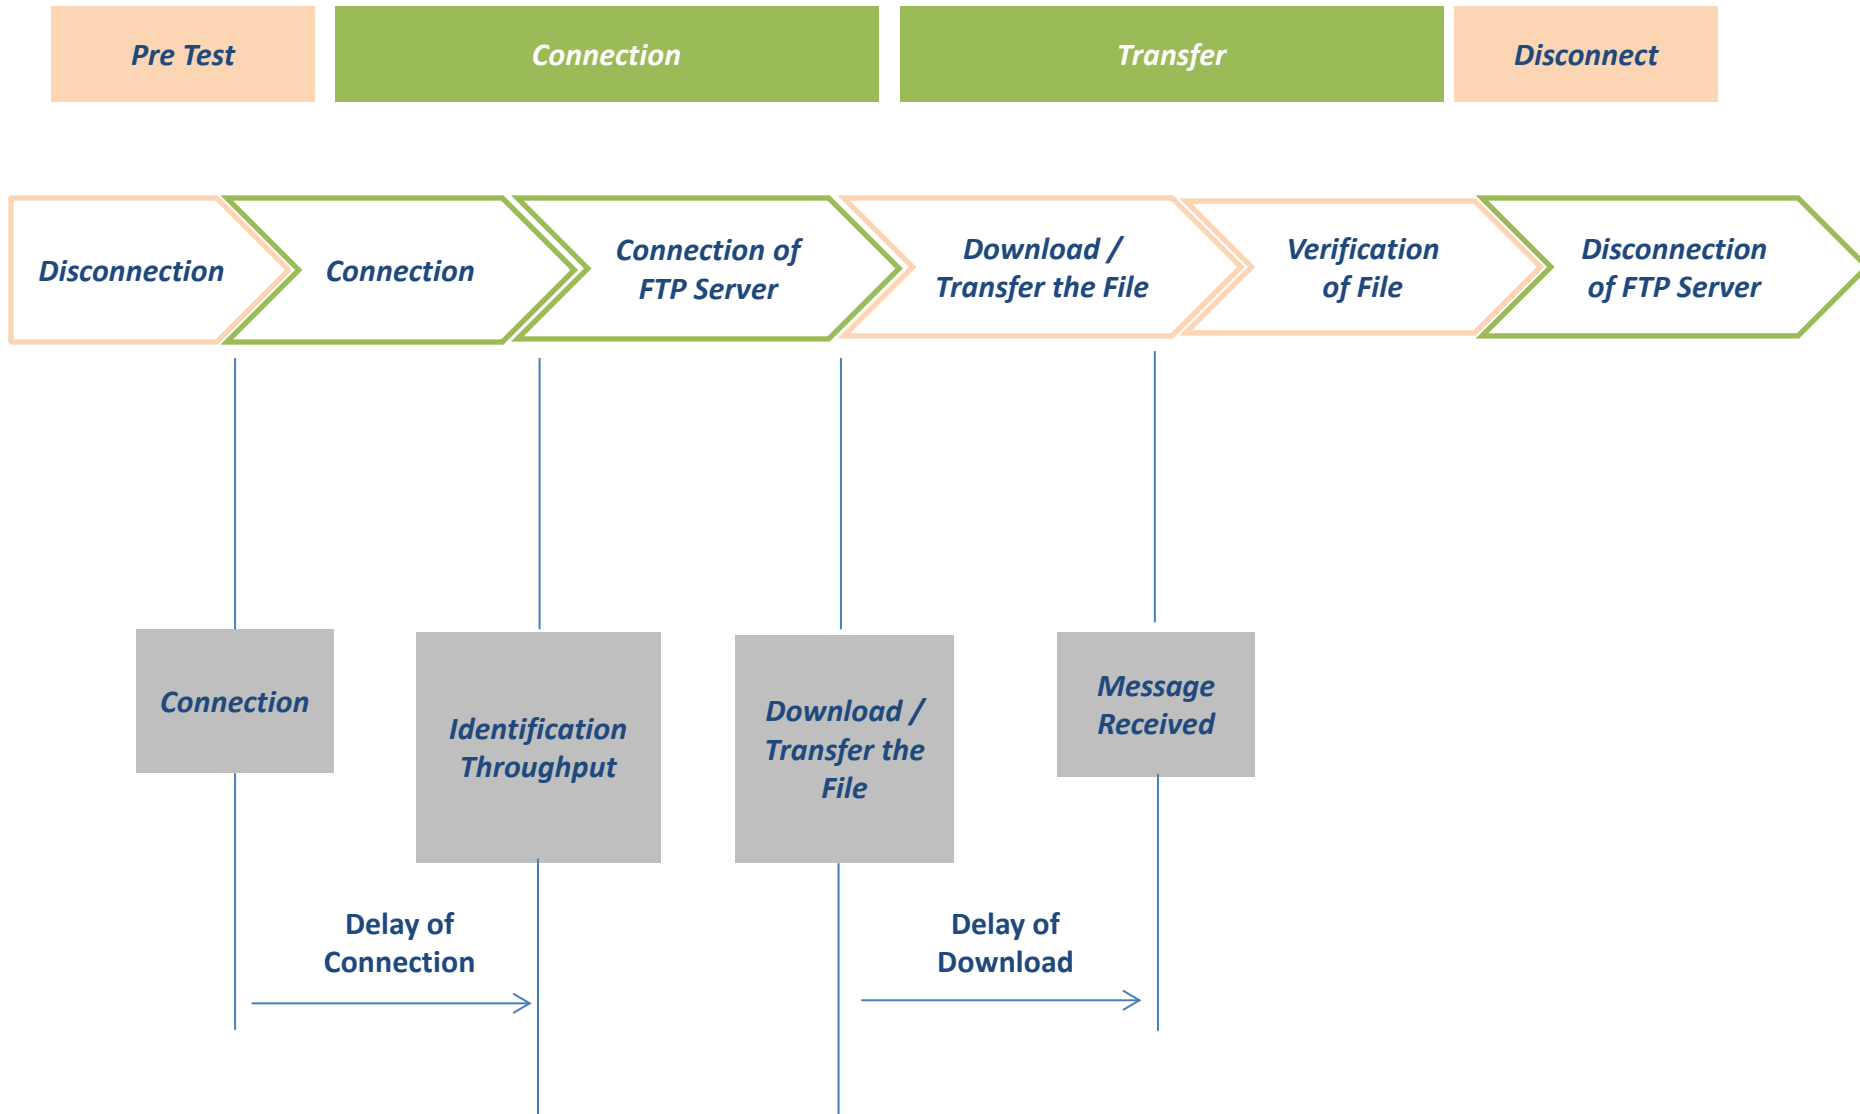 Pre Test
Connection
Transfer
Disconnect
Disconnection
Connection
Connection of
FTP Server
Download /
Transfer the File
Verification
of File
Disconnection
of FTP Server
Connection
Identification
Throughput
Download /
Transfer the
File
Message
Received
Delay of
Connection
Delay of
Download